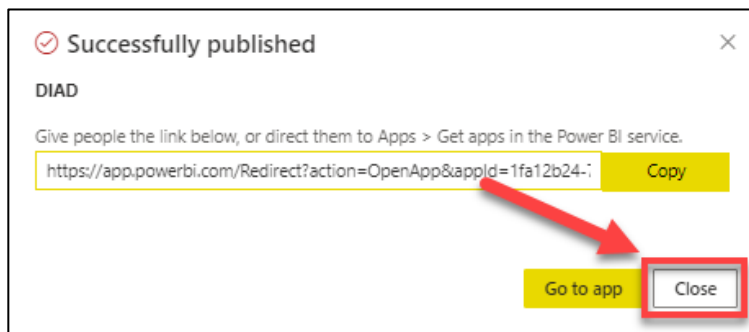 Successfully published
DIAD
Give people the link below, or direct them to Apps > Get apps in the Power BI service.
https://app.powerbi.com/Redirect?action=OpenApp&appId=1fa12b24-
Copy
Go to app
Close